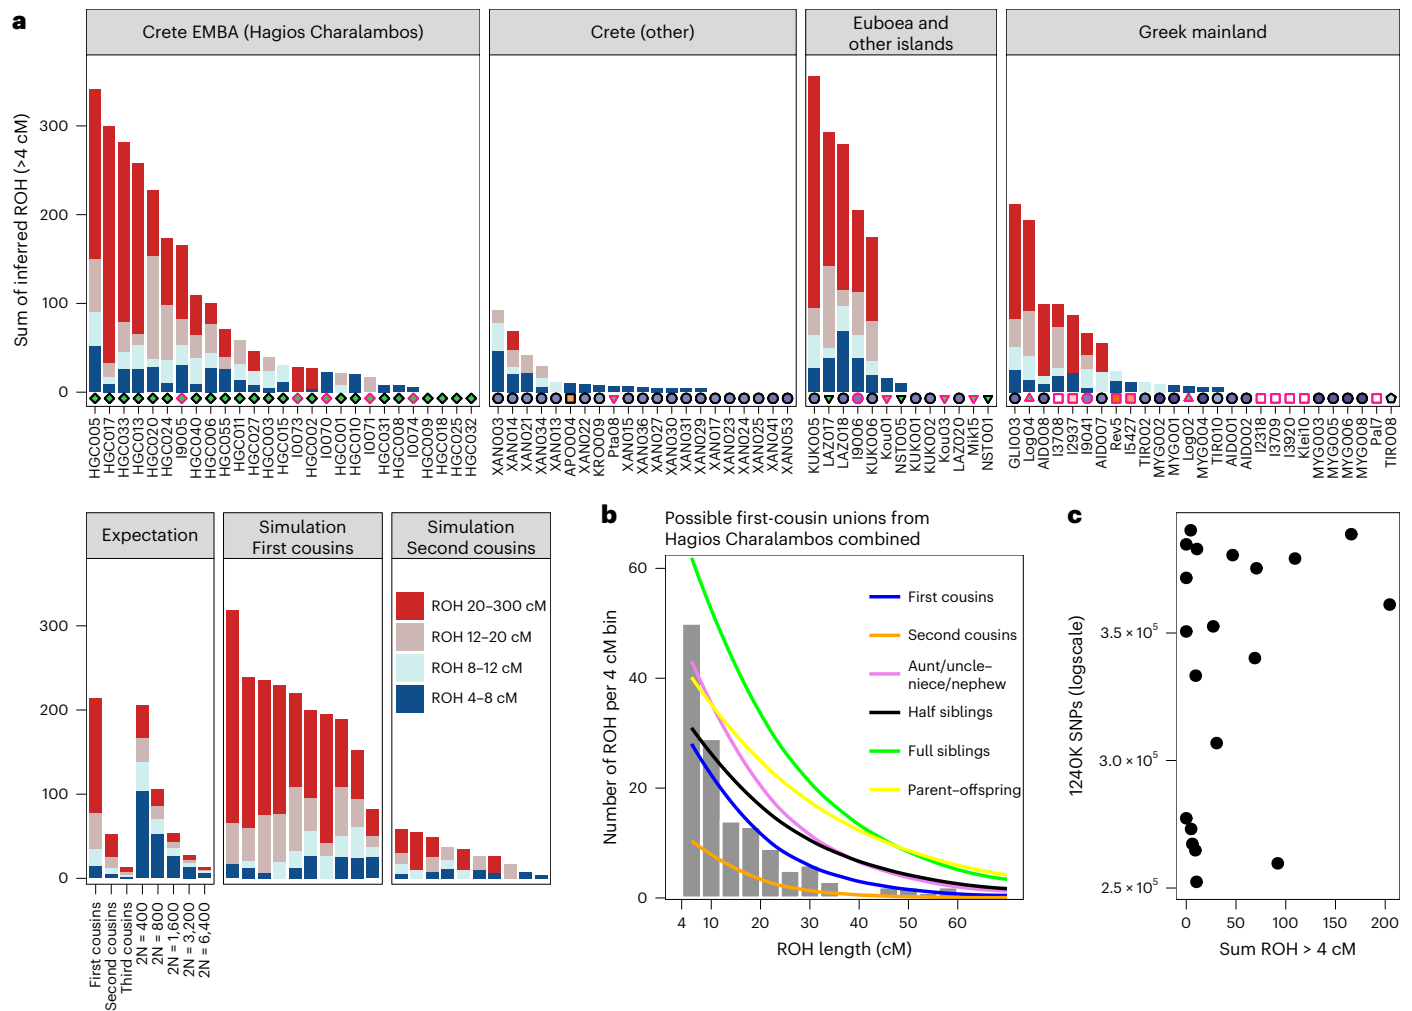 a
Crete EMBA (Hagios Charalambos)
Crete (other)
Euboea and
other islands
Greek mainland
Sum of inferred ROH (>4 cM)
300
200
100
0
HGC005
HGC017
HGC033
HGC013
HGC020
HGC024
I9005
HGC040
HGC006
HGC055
HGC011
HGC027
HGC003
HGC015
I0073
HGC002
I0070
HGC001
HGC010
I0071
HGC031
HGC023
I0074
HGC009
HGC018
HGC025
HGC032
XAN003
XAN014
XAN021
XAN034
XAN013
APO004
XAN022
KRO009
Pta08
XAN015
XAN036
XAN027
XAN030
XAN031
XAN029
XAN017
XAN023
XAN024
XAN025
XAN041
XAN053
KUK005
LAZ017
LAZ018
I9006
KUK006
Kou01
NST005
KUK001
KUK002
Kou03
LAZ020
Mik15
NST001
GLI003
Log04
AID008
I3708
I2937
I9041
AID007
Rev5
I5427
TIR002
MYG002
MYG001
Log02
MYG004
TIR010
AID001
AID002
I2318
I3709
I3920
Klei10
MYG003
MYG005
MYG006
MYG008
Pal7
TIR008
Expectation
Simulation
First cousins
Simulation
Second cousins
300
200
100
0
ROH 20–300 cM
ROH 12–20 cM
ROH 8–12 cM
ROH 4–8 cM
First cousins
Second cousins
Third cousins
2N = 400
2N = 800
2N = 1,600
2N = 3,200
2N = 6,400
b
Possible first-cousin unions from
Hagios Charalambos combined
Number of ROH per 4 cM bin
60
40
20
0
First cousins
Second cousins
Aunt/uncle–
niece/nephew
Half siblings
Full siblings
Parent–offspring
4
10
20
30
40
50
60
ROH length (cM)
c
1240K SNPs (logscale)
3.5 × 10⁵
3.0 × 10⁵
2.5 × 10⁵
0
50
100
150
200
Sum ROH > 4 cM